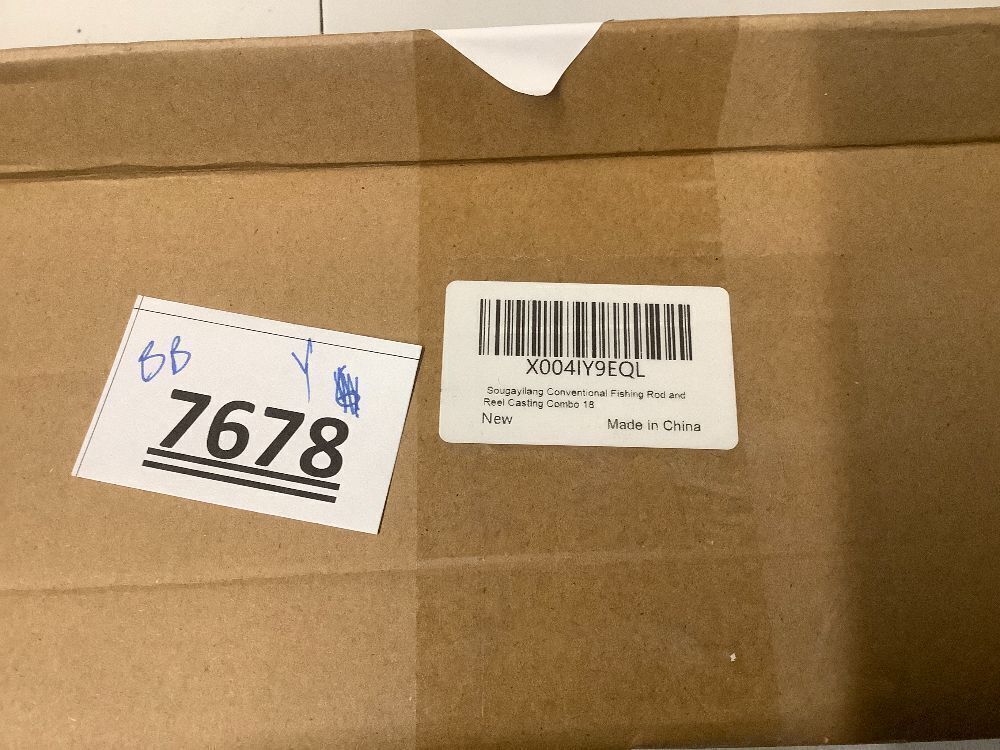 BB Y
7678
X004IY9EQL
Sougayilang Conventional Fishing Rod and
Reel Casting Combo 18
New
Made in China